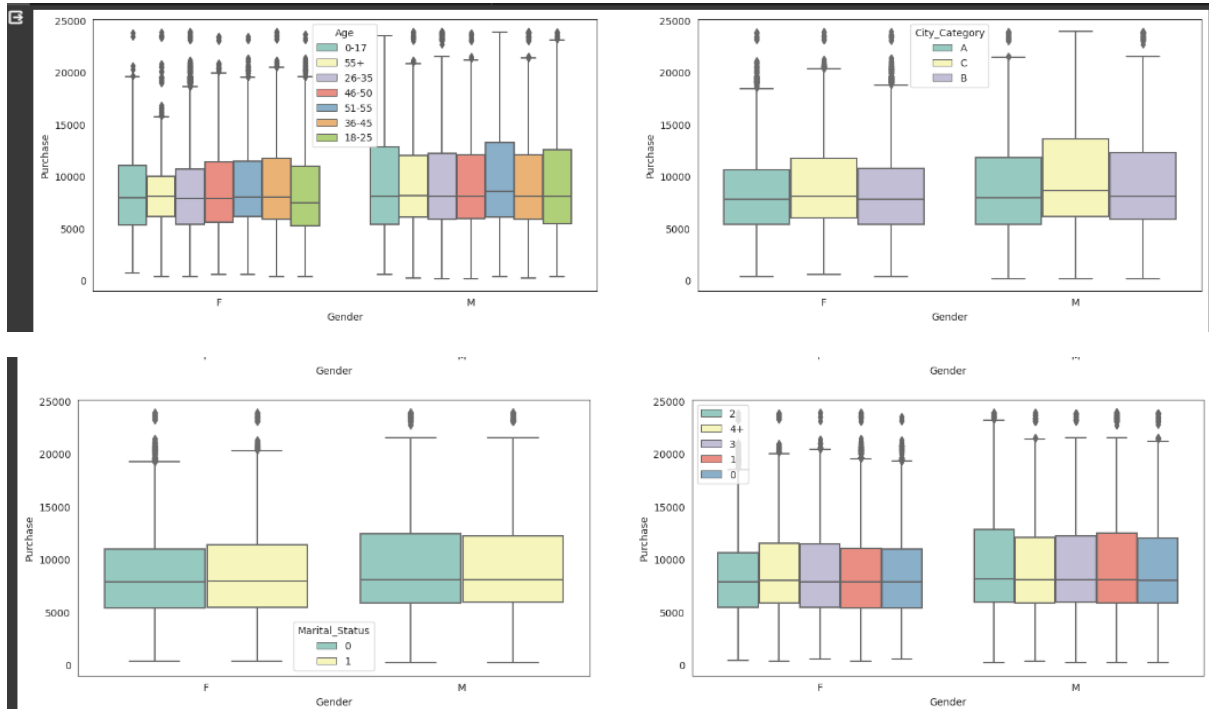 25000
20000
15000
10000
5000
0
Purchase
Age
0-17
55+
26-35
46-50
51-55
36-45
18-25
F
M
Gender
25000
20000
15000
10000
5000
0
Purchase
City_Category
A
C
B
F
M
Gender
Gender
Gender
25000
20000
15000
10000
5000
0
Purchase
Marital_Status
0
1
F
M
Gender
25000
20000
15000
10000
5000
0
Purchase
2
4+
3
1
0
F
M
Gender